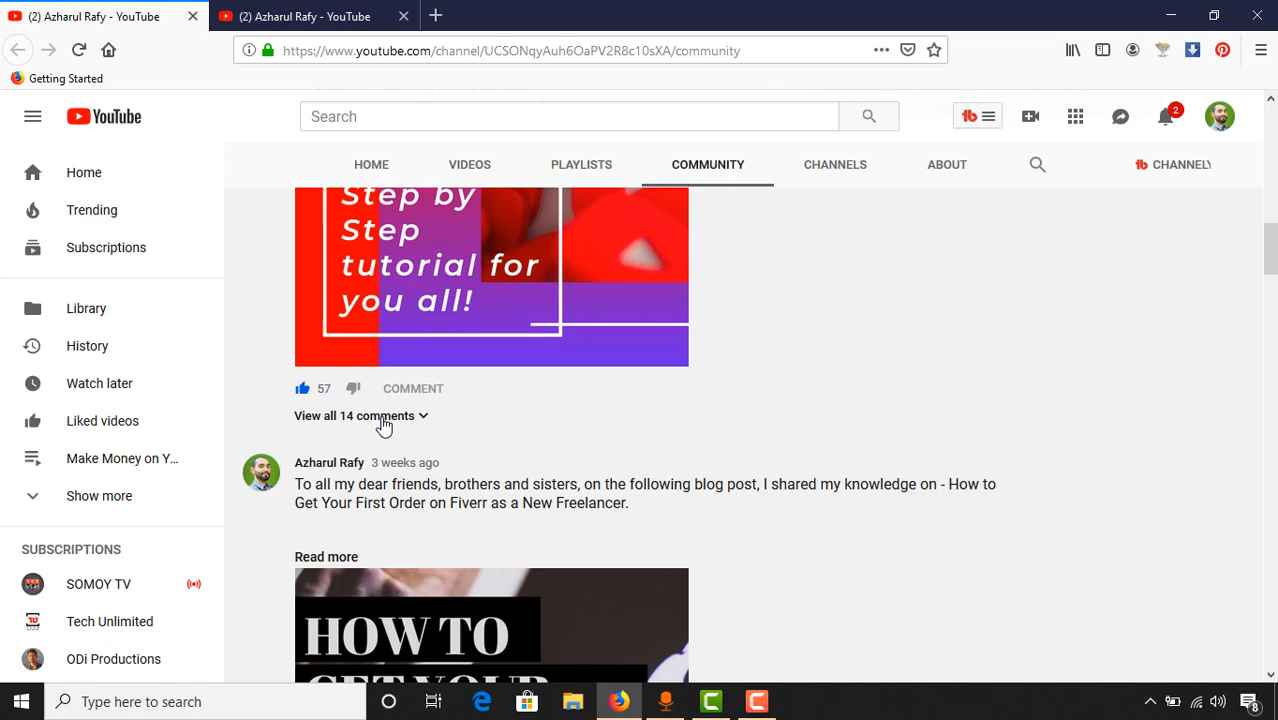 (2) Azharul Rafy - YouTube
(2) Azharul Rafy - YouTube
https://www.youtube.com/channel/UCSONqyAuh6OaPV2R8c10sXA/community
Getting Started
YouTube
Search
2
HOME
VIDEOS
PLAYLISTS
COMMUNITY
CHANNELS
ABOUT
CHANNELY
Home
Trending
Subscriptions
Library
History
Watch later
Liked videos
Make Money on Y...
Show more
SUBSCRIPTIONS
SOMOY TV
Tech Unlimited
ODi Productions
Step by
Step
tutorial for
you all!
57
COMMENT
View all 14 comments
Azharul Rafy 3 weeks ago
To all my dear friends, brothers and sisters, on the following blog post, I shared my knowledge on - How to
Get Your First Order on Fiverr as a New Freelancer.
Read more
HOW TO
GET YOUR
Type here to search
8